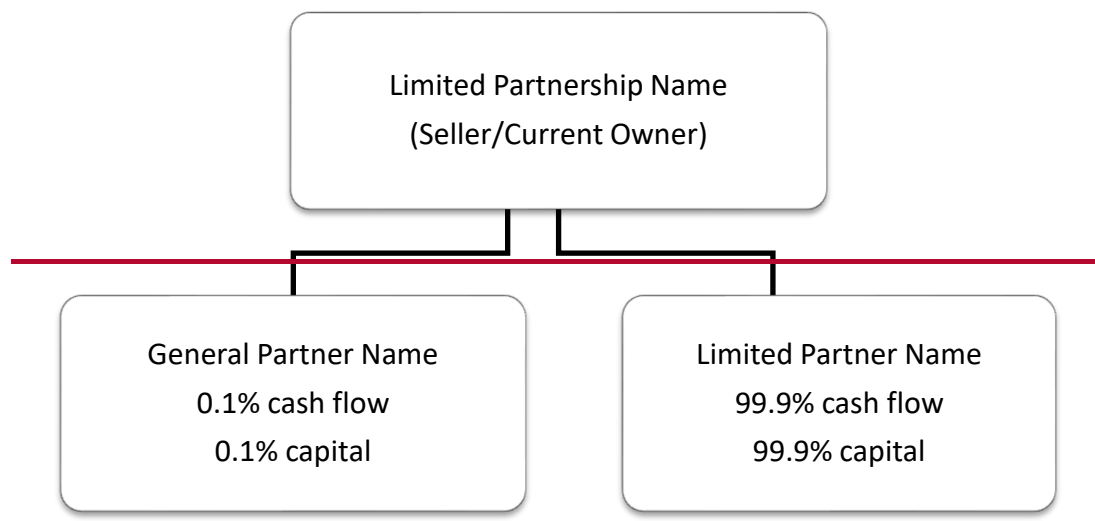 Limited Partnership Name
(Seller/Current Owner)
General Partner Name
0.1% cash flow
0.1% capital
Limited Partner Name
99.9% cash flow
99.9% capital